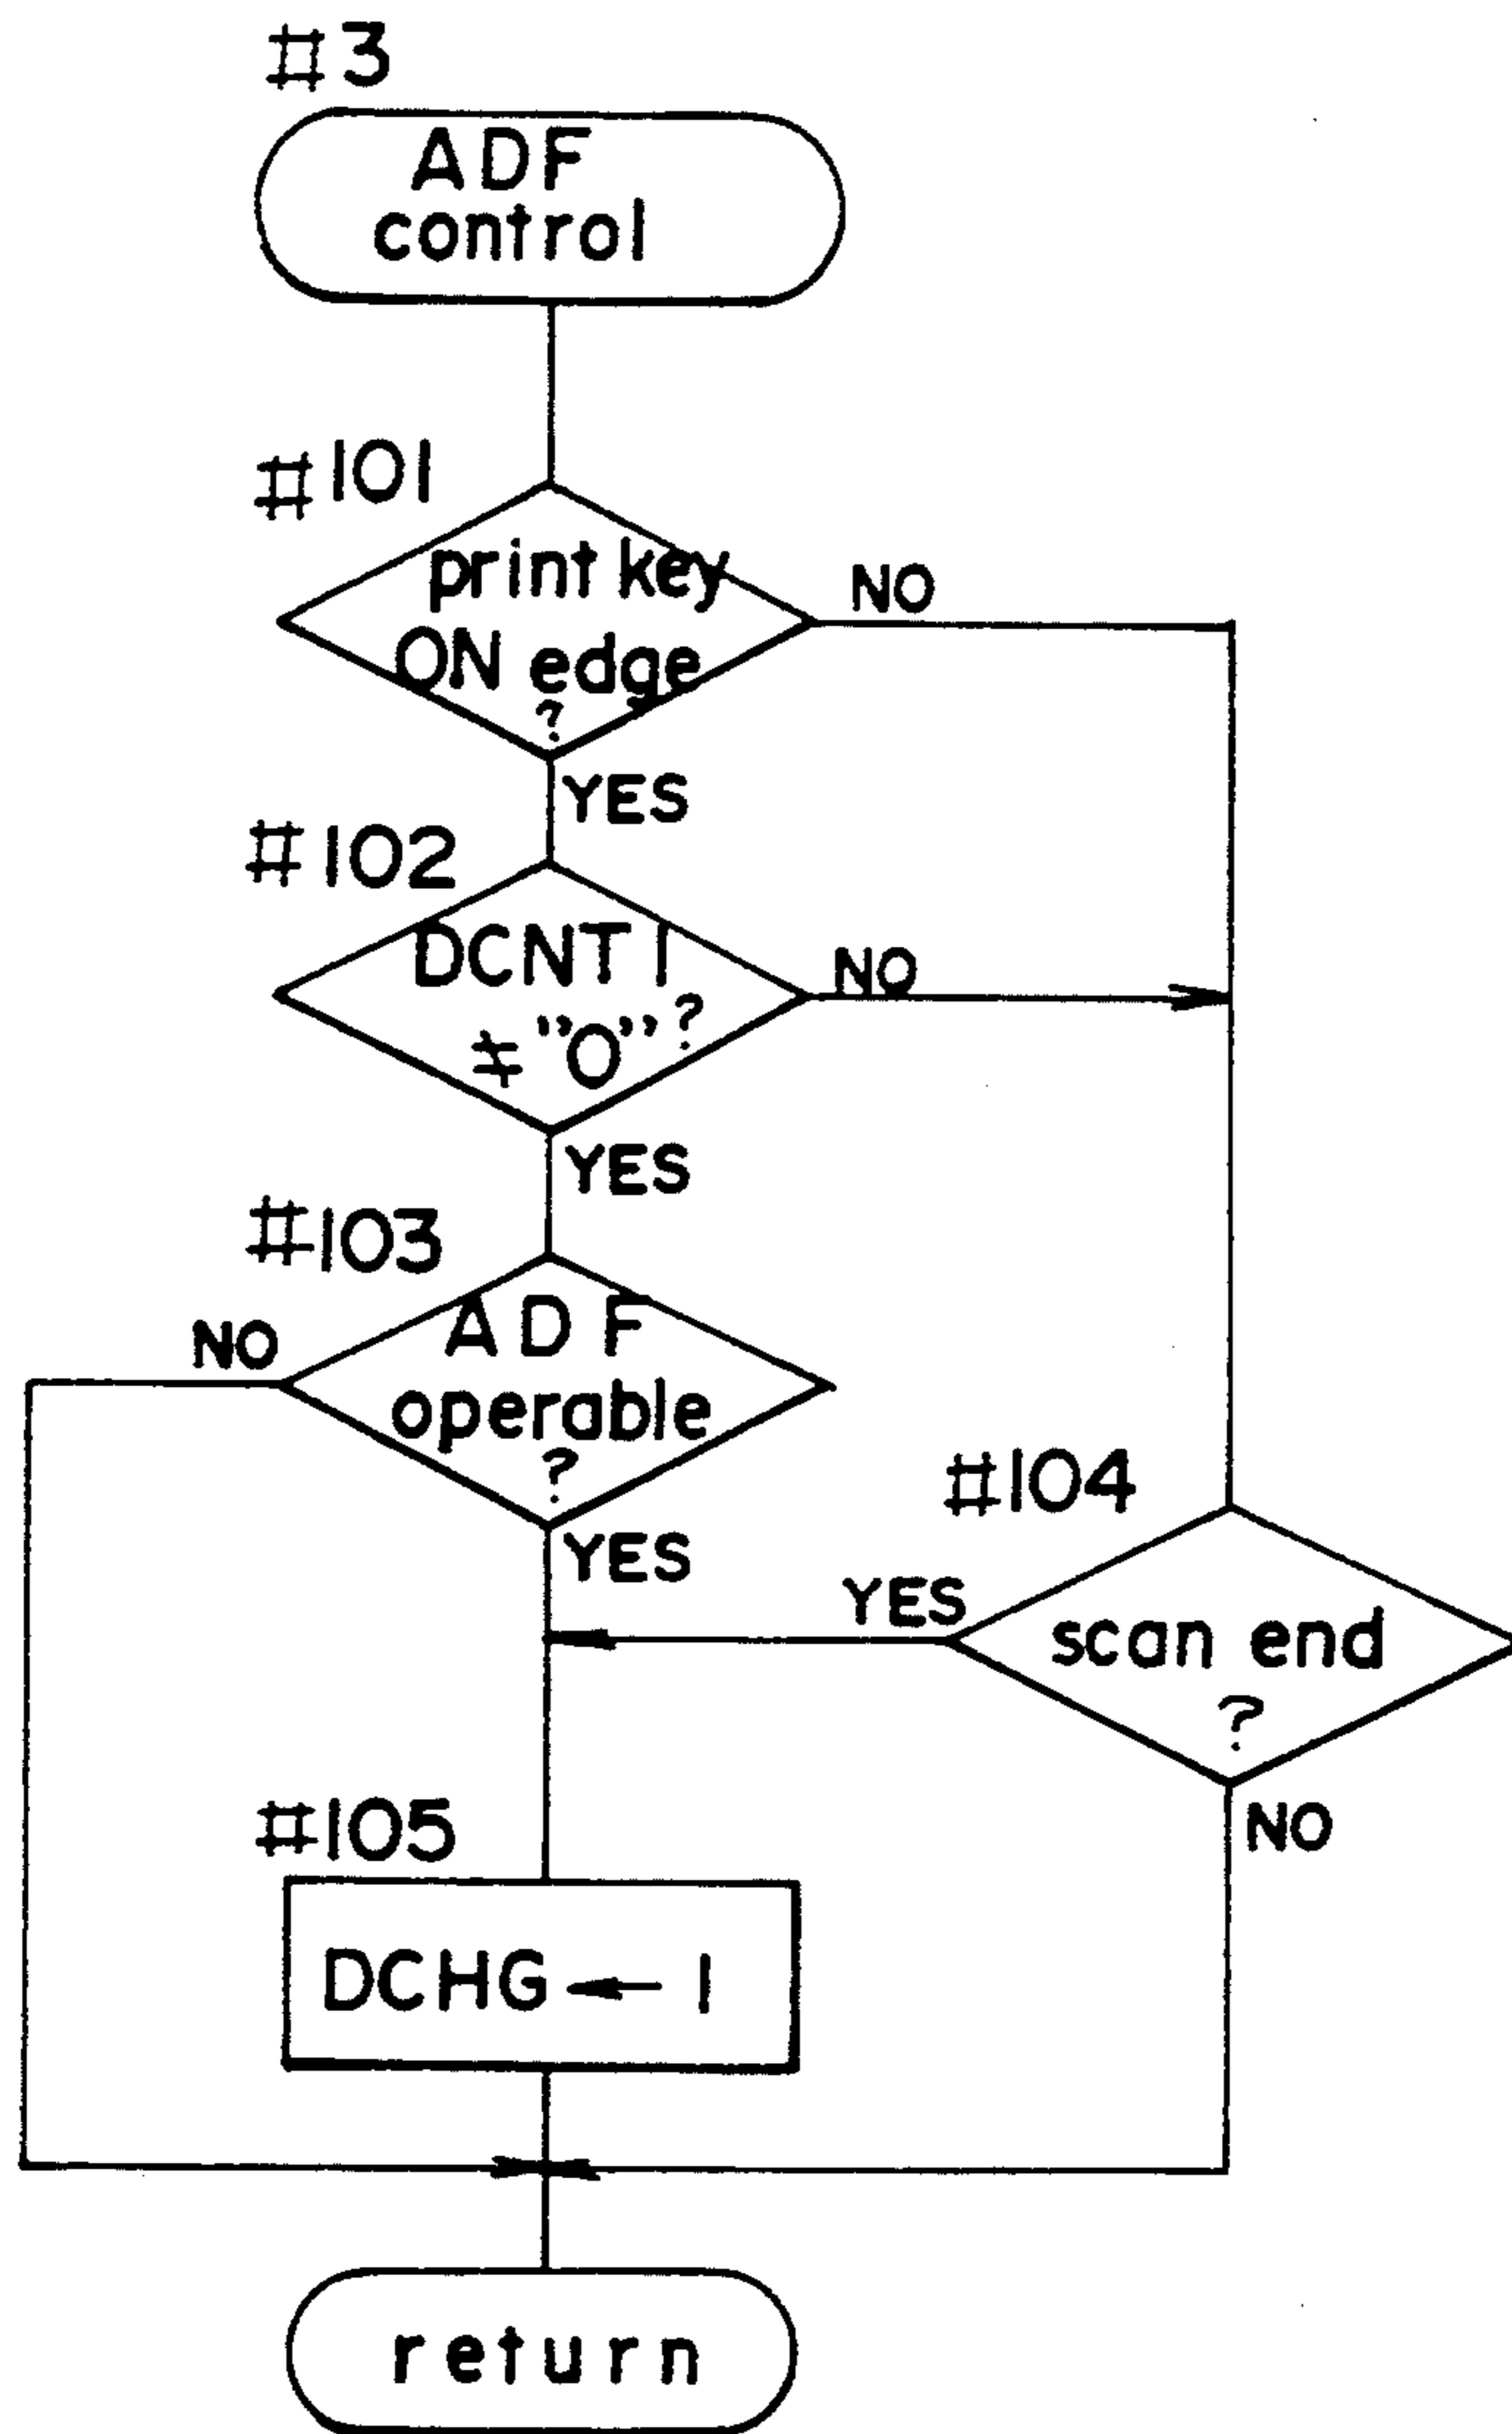 #3
ADF
control
#101
print key
ON edge
?
NO
YES
#102
DCNT1
≠ "0" ?
NO
YES
#103
ADF
operable
?
NO
YES
#104
scan end
?
YES
NO
#105
DCHG ← 1
return